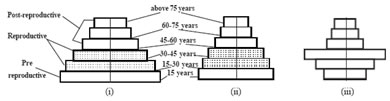 Post-reproductive
above 75 years
60-75 years
Reproductive
45-60 years
30-45 years
Pre
reproductive
15-30 years
15 years
(i)
(ii)
(iii)